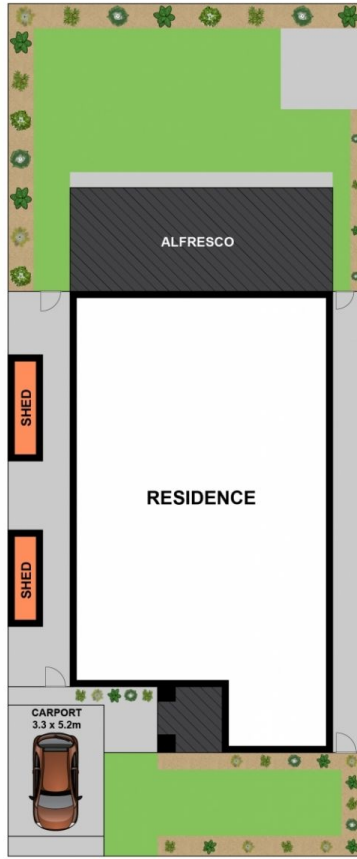 ALFRESCO
SHED
RESIDENCE
SHED
CARPORT
3.3 x 5.2m